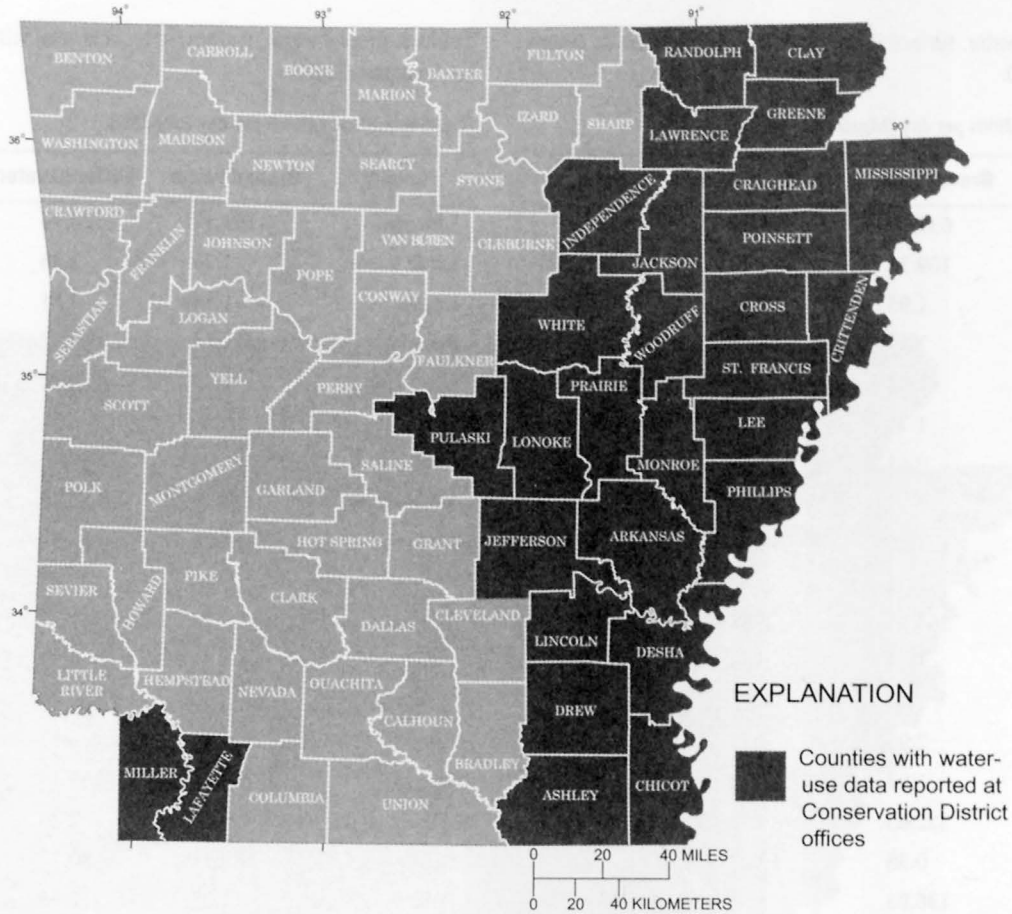 94°
93°
92°
91°
BENTON
CARROLL
BOONE
MARION
BAXTER
FULTON
RANDOLPH
CLAY
IZARD
SHARP
GREENE
36°
90°
WASHINGTON
MADISON
NEWTON
SEARCY
STONE
LAWRENCE
CRAIGHEAD
MISSISSIPPI
CRAWFORD
FRANKLIN
JOHNSON
POPE
VAN BUREN
CLEBURNE
INDEPENDENCE
JACKSON
POINSETT
SEBASTIAN
LOGAN
CONWAY
WHITE
WOODRUFF
CROSS
CRITTENDEN
35°
SCOTT
YELL
PERRY
FAULKNER
PRAIRIE
ST. FRANCIS
PULASKI
LONOKE
LEE
POLK
MONTGOMERY
GARLAND
SALINE
MONROE
PHILLIPS
HOT SPRING
GRANT
JEFFERSON
ARKANSAS
34°
SEVIER
HOWARD
PIKE
CLARK
DALLAS
CLEVELAND
LINCOLN
DESHA
LITTLE
RIVER
HEMPSTEAD
NEVADA
OUACHITA
CALHOUN
DREW
BRADLEY
MILLER
LAFAYETTE
COLUMBIA
UNION
ASHLEY
CHICOT
EXPLANATION
Counties with water-
use data reported at
Conservation District
offices
0 20 40 MILES
0 20 40 KILOMETERS